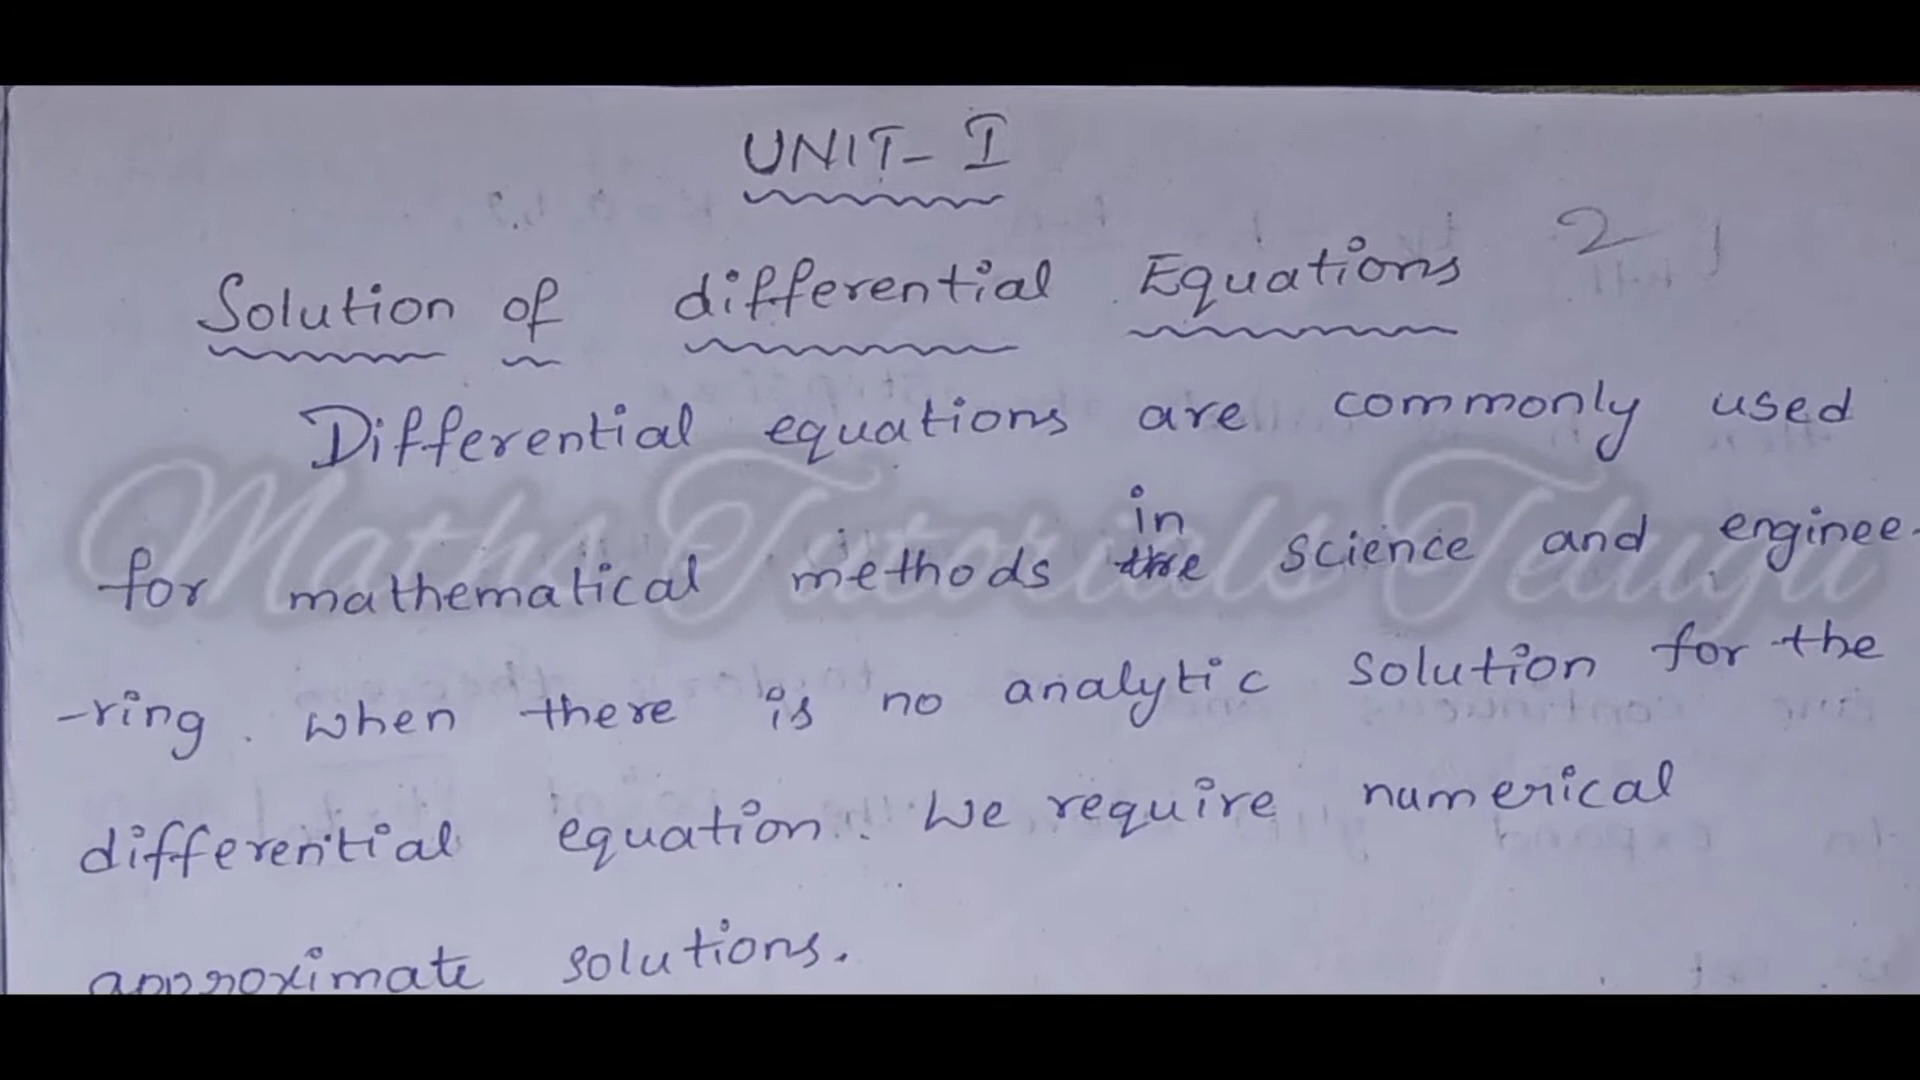 UNIT- I
Solution of differential Equations 2
Differential equations are commonly used
in
for mathematical methods the science and enginee-
-ring. when there is no analytic solution for the
differential equation. We require numerical
approximate solutions.
Maths Tutorials Telugu